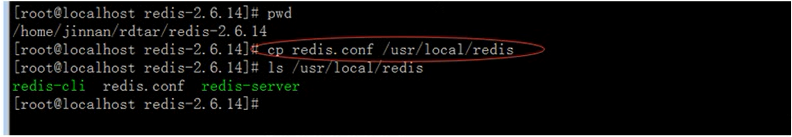 [root@localhost redis-2.6.14]# pwd
/home/jinnan/rdtar/redis-2.6.14
[root@localhost redis-2.6.14]# cp redis.conf /usr/local/redis
[root@localhost redis-2.6.14]# ls /usr/local/redis
redis-cli  redis.conf  redis-server
[root@localhost redis-2.6.14]#